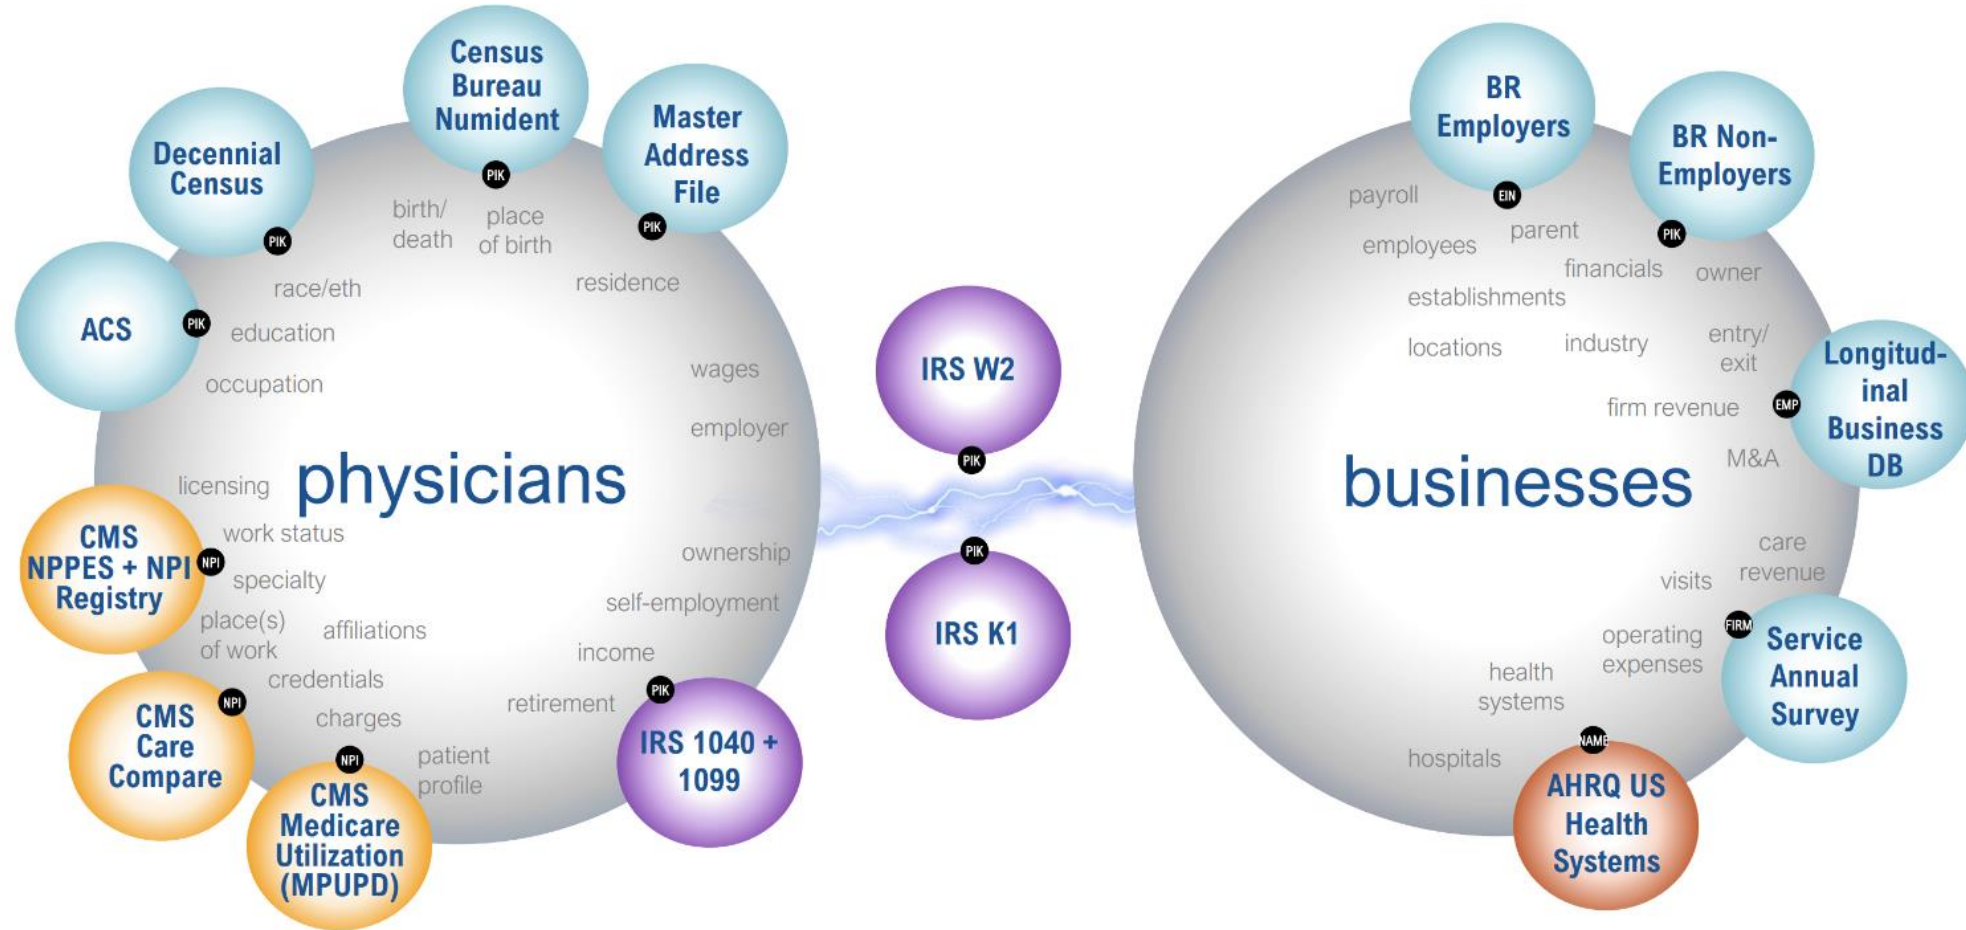 Census
Bureau
Numident
PIK
Master
Address
File
PIK
Decennial
Census
PIK
ACS
PIK
birth/
death
place
of birth
residence
race/eth
education
occupation
wages
employer
physicians
licensing
work status
specialty
place(s)
of work
affiliations
credentials
charges
patient
profile
ownership
self-employment
income
retirement
CMS
NPPES + NPI
Registry
NPI
CMS
Care
Compare
NPI
CMS
Medicare
Utilization
(MPUPD)
NPI
IRS 1040 +
1099
PIK
IRS W2
PIK
PIK
IRS K1
BR
Employers
EIN
BR Non-
Employers
PIK
payroll
employees
parent
financials
owner
establishments
locations
industry
entry/
exit
firm revenue
EMP
Longitud-
inal
Business
DB
M&A
businesses
care
revenue
visits
operating
expenses
FIRM
Service
Annual
Survey
health
systems
hospitals
NAME
AHRQ US
Health
Systems